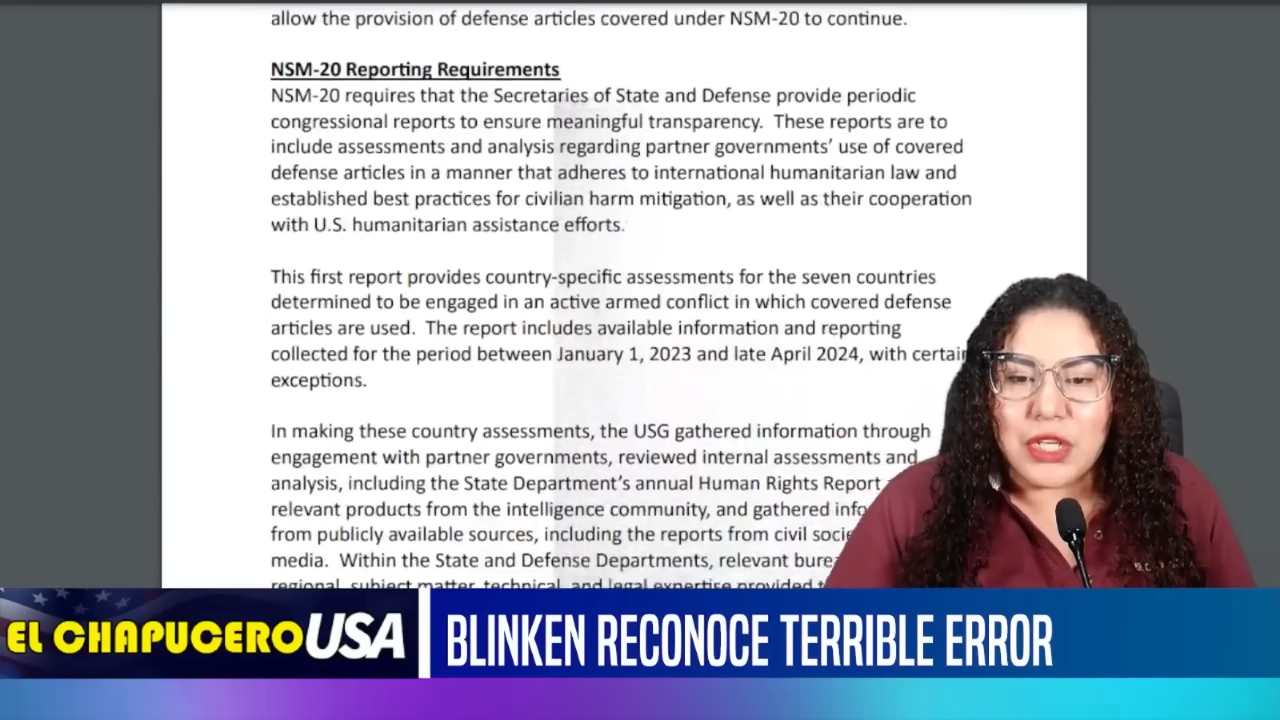 allow the provision of defense articles covered under NSM-20 to continue.
NSM-20 Reporting Requirements
NSM-20 requires that the Secretaries of State and Defense provide periodic
congressional reports to ensure meaningful transparency. These reports are to
include assessments and analysis regarding partner governments' use of covered
defense articles in a manner that adheres to international humanitarian law and
established best practices for civilian harm mitigation, as well as their cooperation
with U.S. humanitarian assistance efforts.
This first report provides country-specific assessments for the seven countries
determined to be engaged in an active armed conflict in which covered defense
articles are used. The report includes available information and reporting
collected for the period between January 1, 2023 and late April 2024, with certain
exceptions.
In making these country assessments, the USG gathered information through
engagement with partner governments, reviewed internal assessments and
analysis, including the State Department's annual Human Rights Report
relevant products from the intelligence community, and gathered
from publicly available sources, including the reports from civil
media. Within the State and Defense Departments, relevant
regional, subject matter, technical, and legal expertise provided
EL CHAPUCERO USA
BLINKEN RECONOCE TERRIBLE ERROR